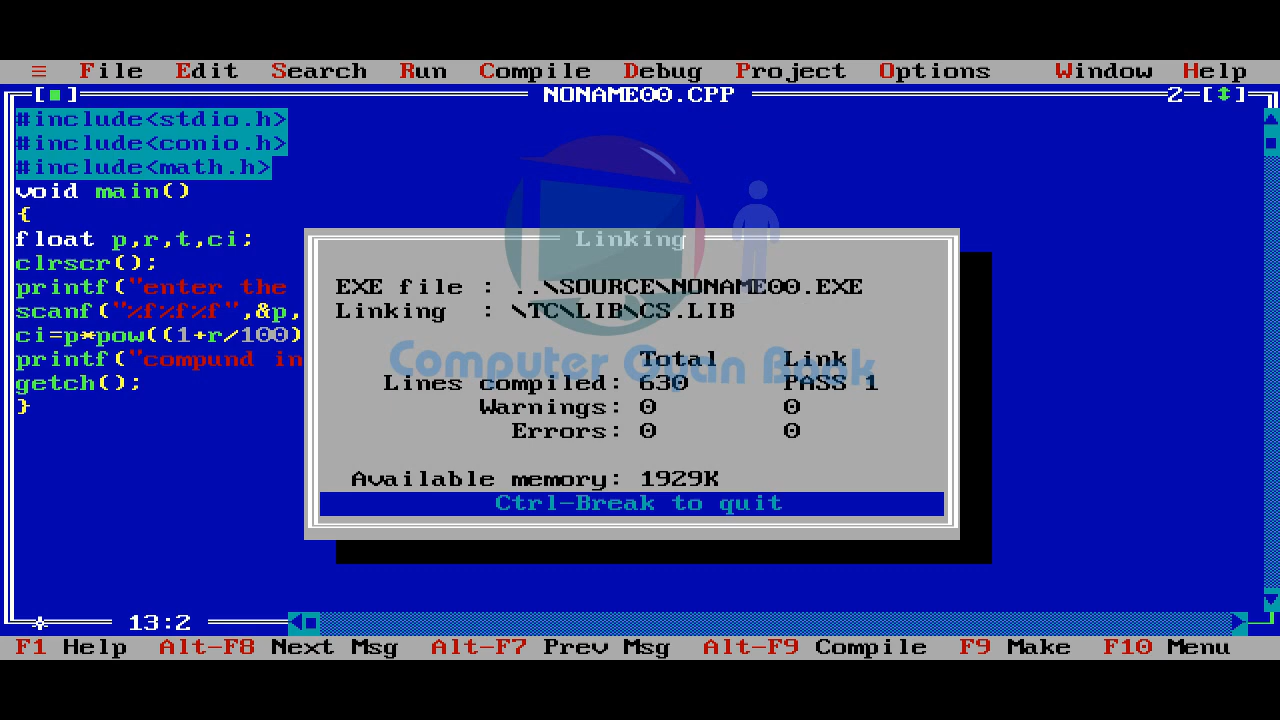 ≡ File Edit Search Run Compile Debug Project Options Window Help
[■] NONAME00.CPP 2=[↕]
#include<stdio.h>
#include<conio.h>
#include<math.h>
void main()
{
float p,r,t,ci;
clrscr();
printf("enter the
scanf("%f%f%f",&p,
ci=p*pow((1+r/100)
printf("compund in
getch();
}
Linking
EXE file : ..\SOURCE\NONAME00.EXE
Linking : \TC\LIB\CS.LIB
Computer Gyan Book
Total Link
Lines compiled: 630 PASS 1
Warnings: 0 0
Errors: 0 0
Available memory: 1929K
Ctrl-Break to quit
13:2
F1 Help Alt-F8 Next Msg Alt-F7 Prev Msg Alt-F9 Compile F9 Make F10 Menu